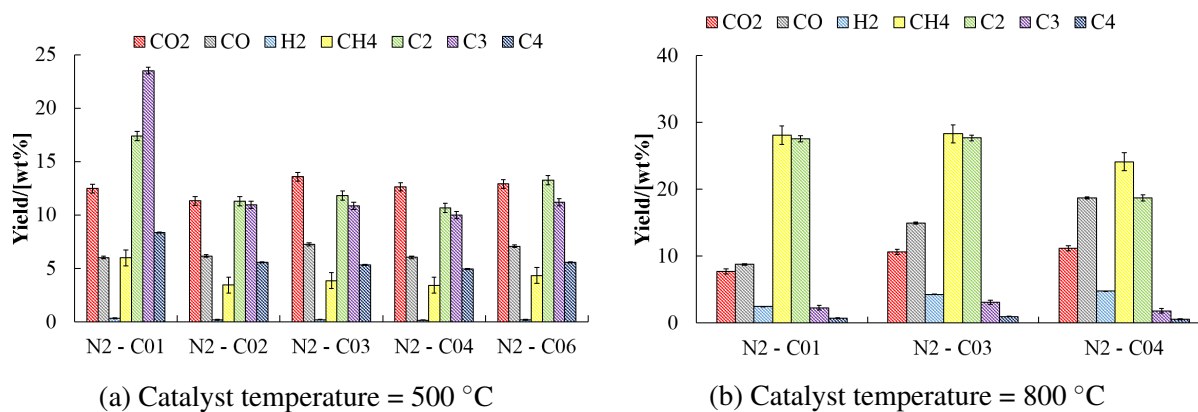 CO2 CO H2 CH4 C2 C3 C4
25
20
15
10
5
0
Yield/[wt%]
N2 - C01 N2 - C02 N2 - C03 N2 - C04 N2 - C06
(a) Catalyst temperature = 500 °C
CO2 CO H2 CH4 C2 C3 C4
40
30
20
10
0
Yield/[wt%]
N2 - C01 N2 - C03 N2 - C04
(b) Catalyst temperature = 800 °C